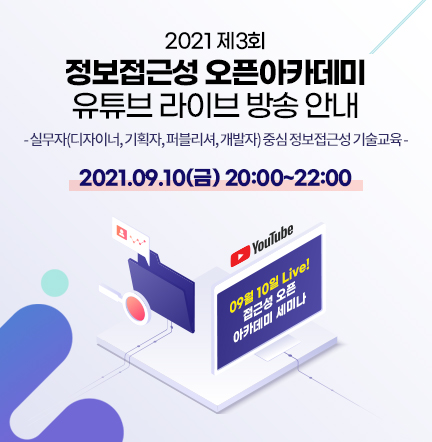 2021 제3회
정보접근성 오픈아카데미
유튜브 라이브 방송 안내
- 실무자(디자이너, 기획자, 퍼블리셔, 개발자) 중심 정보접근성 기술교육 -
2021.09.10(금) 20:00~22:00
YouTube
09월 10일 Live!
접근성 오픈
아카데미 세미나